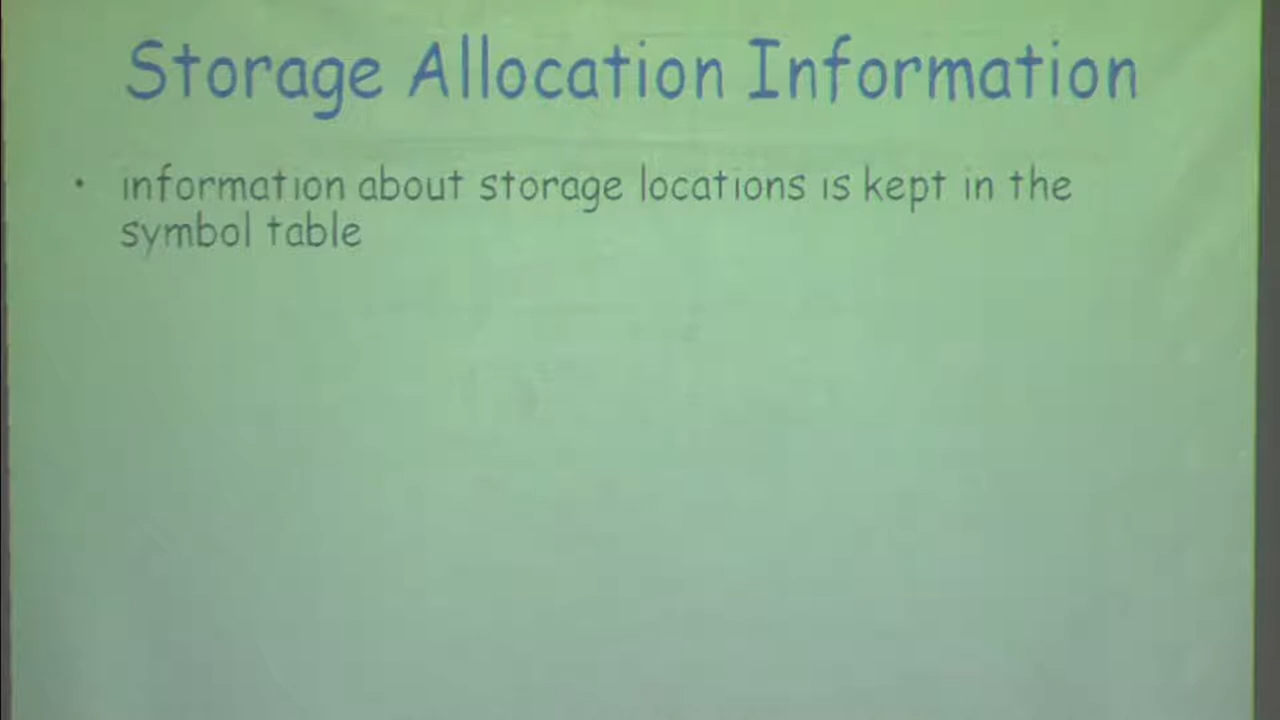 Storage Allocation Information
• information about storage locations is kept in the
symbol table